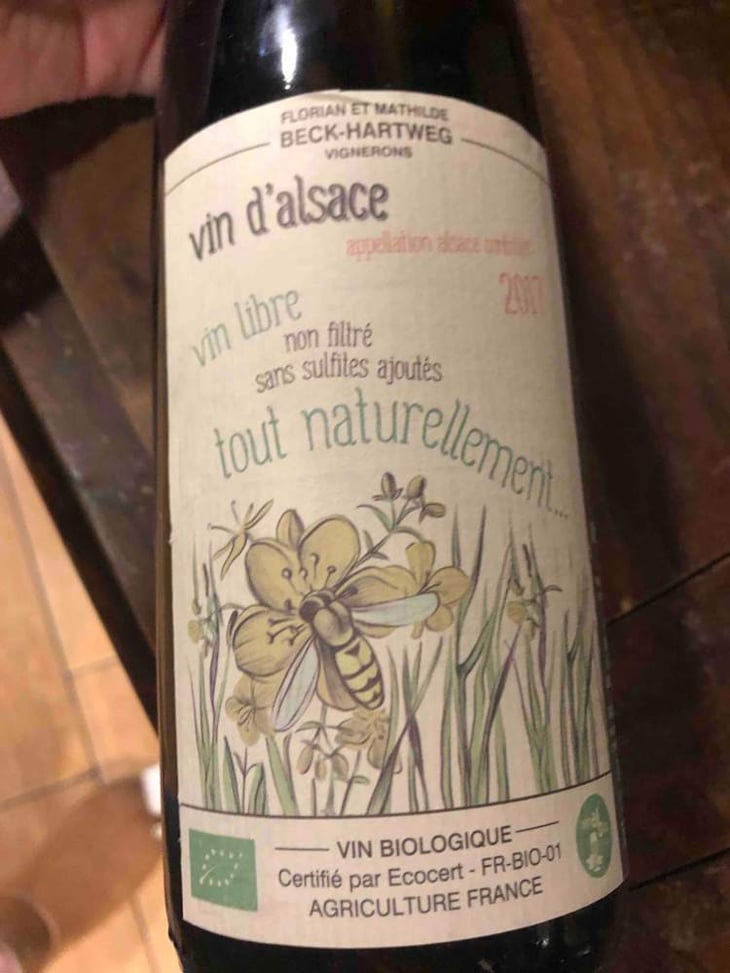 FLORIAN ET MATHILDE
BECK-HARTWEG
VIGNERONS
vin d'alsace
appellation alsace contrôlée
2017
vin libre
non filtré
sans sulfites ajoutés
tout naturellement...
VIN BIOLOGIQUE
Certifié par Ecocert - FR-BIO-01
AGRICULTURE FRANCE